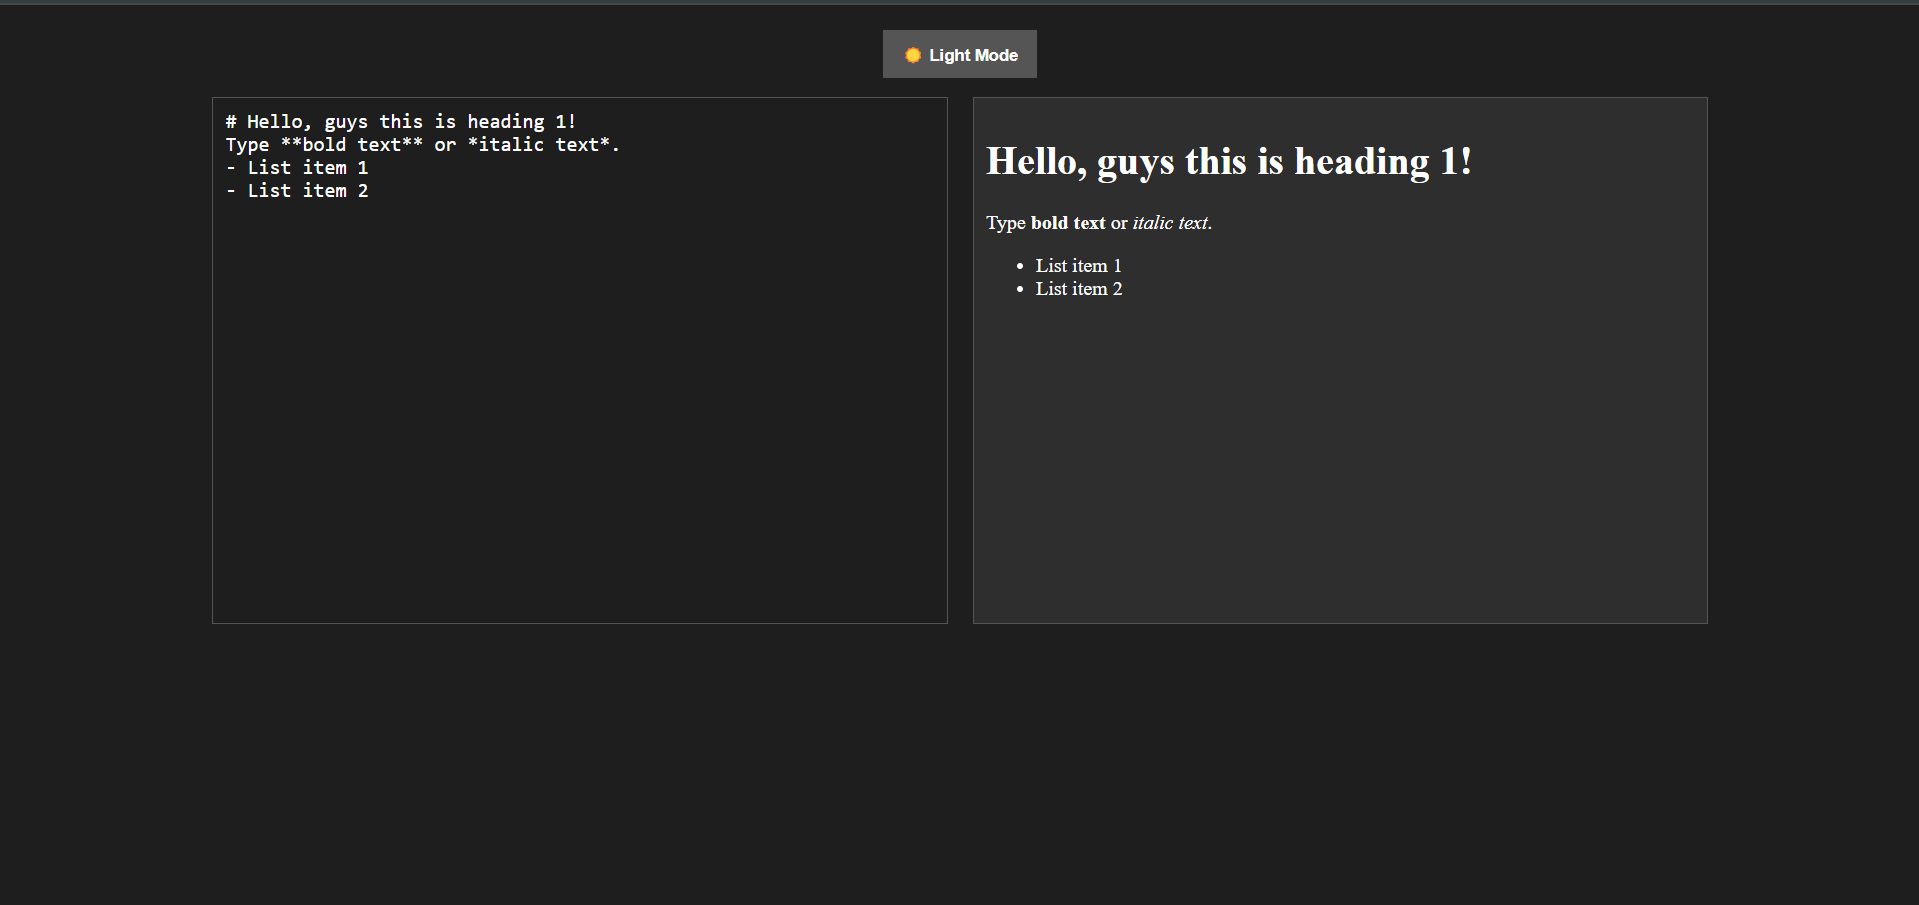 Light Mode
# Hello, guys this is heading 1!
Type **bold text** or *italic text*.
- List item 1
- List item 2
Hello, guys this is heading 1!
Type bold text or italic text.
• List item 1
• List item 2